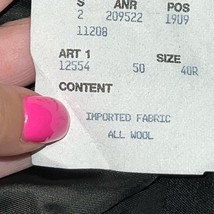 S ANR POS
2 209522 1909
11208
ART 1 SIZE
12554 50 40R
CONTENT
IMPORTED FABRIC
ALL WOOL